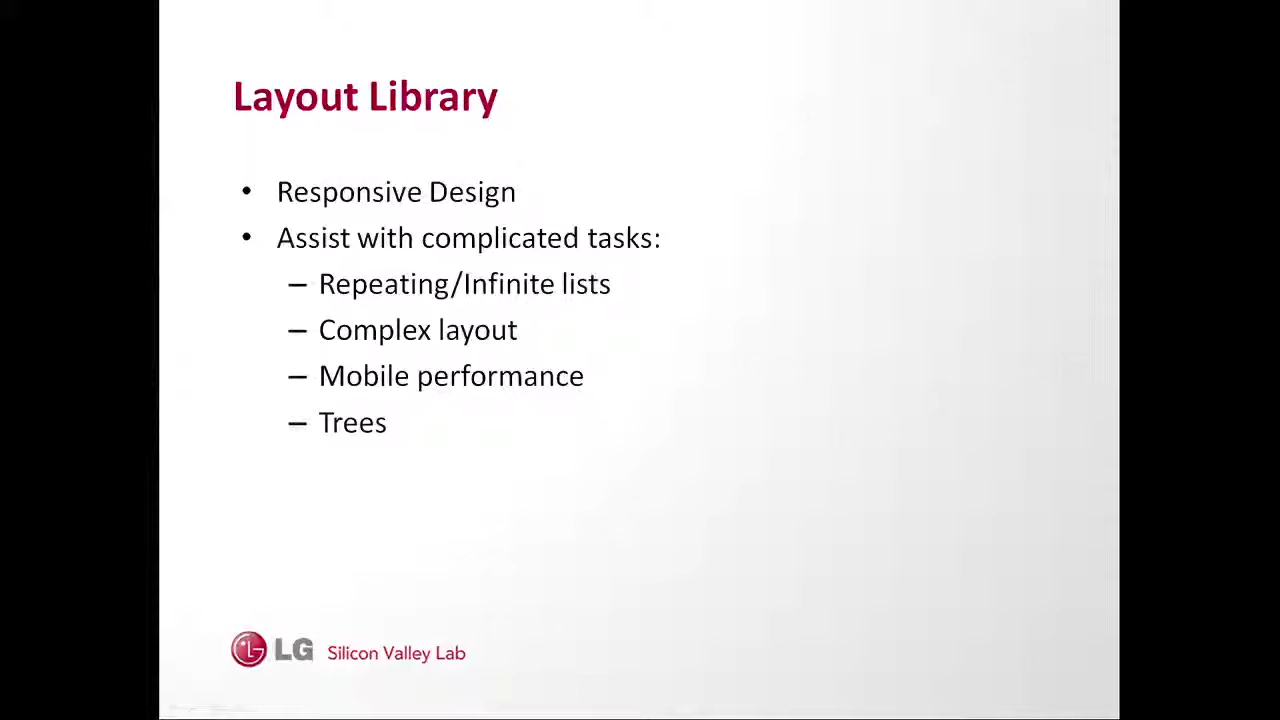 Layout Library
• Responsive Design
• Assist with complicated tasks:
– Repeating/Infinite lists
– Complex layout
– Mobile performance
– Trees
LG Silicon Valley Lab